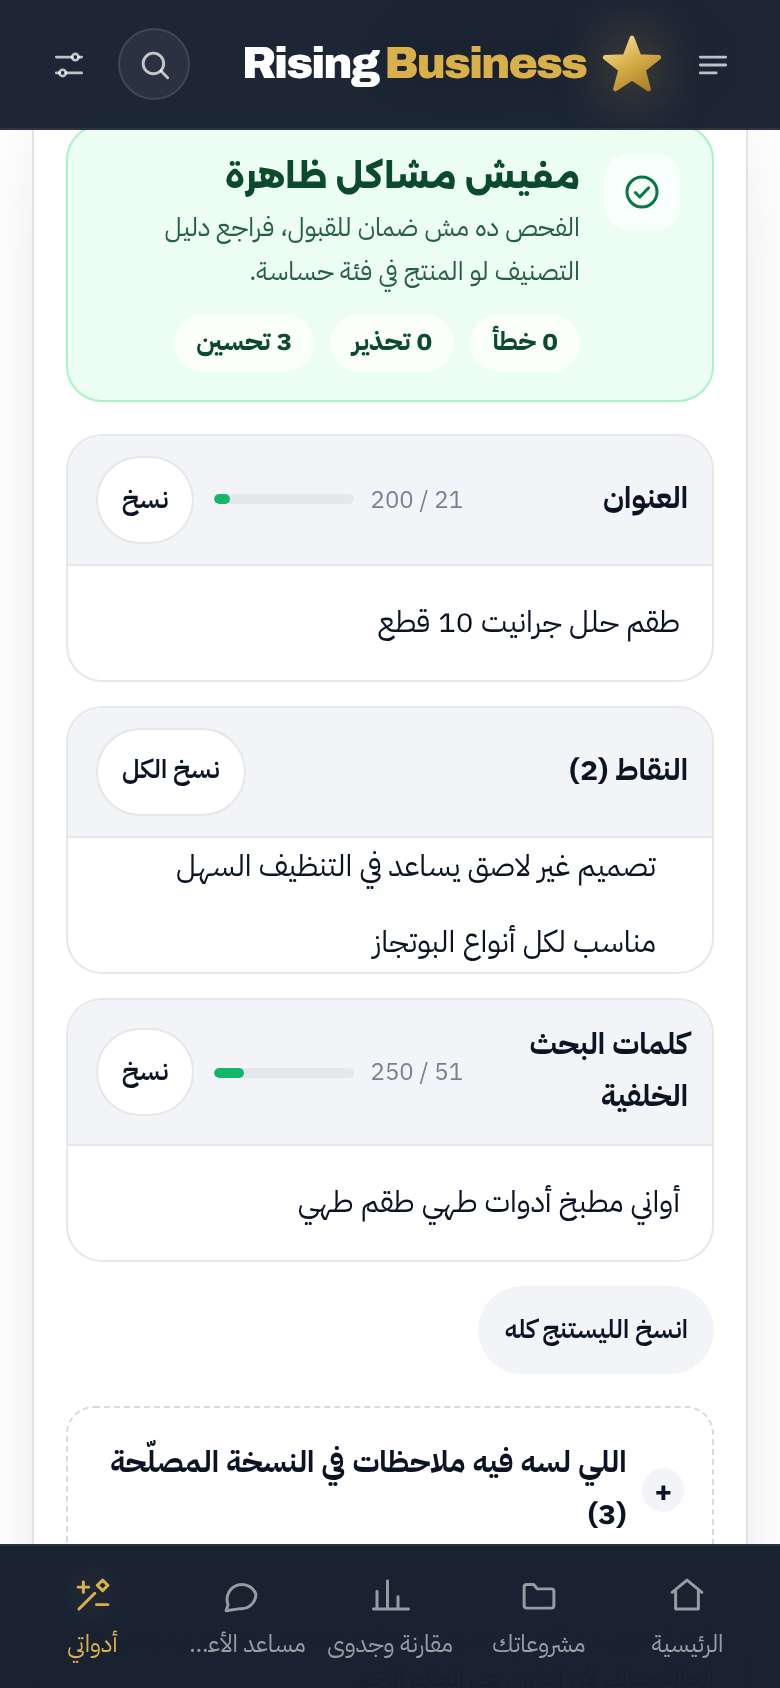 Rising Business
مفيش مشاكل ظاهرة
الفحص ده مش ضمان للقبول، فراجع دليل
التصنيف لو المنتج في فئة حساسة.
0 خطأ
0 تحذير
3 تحسين
العنوان
200 / 21
نسخ
طقم حلل جرانيت 10 قطع
النقاط (2)
نسخ الكل
تصميم غير لاصق يساعد في التنظيف السهل
مناسب لكل أنواع البوتجاز
كلمات البحث
الخلفية
250 / 51
نسخ
أواني مطبخ أدوات طهي طقم طهي
انسخ الليستنج كله
اللي لسه فيه ملاحظات في النسخة المصلّحة
(3)
الرئيسية
مشروعاتك
مقارنة وجدوى
مساعد الأعـ...
أدواتي